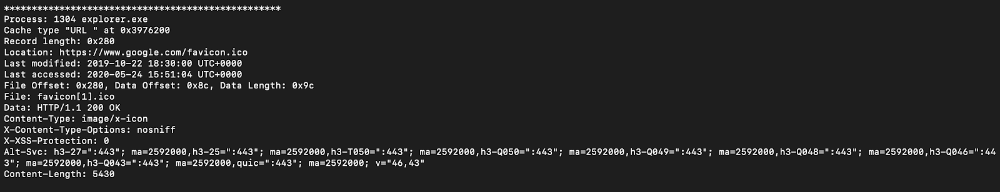 **************************************************
Process: 1304 explorer.exe
Cache type "URL " at 0x3976200
Record length: 0x280
Location: https://www.google.com/favicon.ico
Last modified: 2019-10-22 18:30:00 UTC+0000
Last accessed: 2020-05-24 15:51:04 UTC+0000
File Offset: 0x280, Data Offset: 0x8c, Data Length: 0x9c
File: favicon[1].ico
Data: HTTP/1.1 200 OK
Content-Type: image/x-icon
X-Content-Type-Options: nosniff
X-XSS-Protection: 0
Alt-Svc: h3-27=":443"; ma=2592000,h3-25=":443"; ma=2592000,h3-T050=":443"; ma=2592000,h3-Q050=":443"; ma=2592000,h3-Q049=":443"; ma=2592000,h3-Q048=":443"; ma=2592000,h3-Q046=":44
3"; ma=2592000,h3-Q043=":443"; ma=2592000,quic=":443"; ma=2592000; v="46,43"
Content-Length: 5430